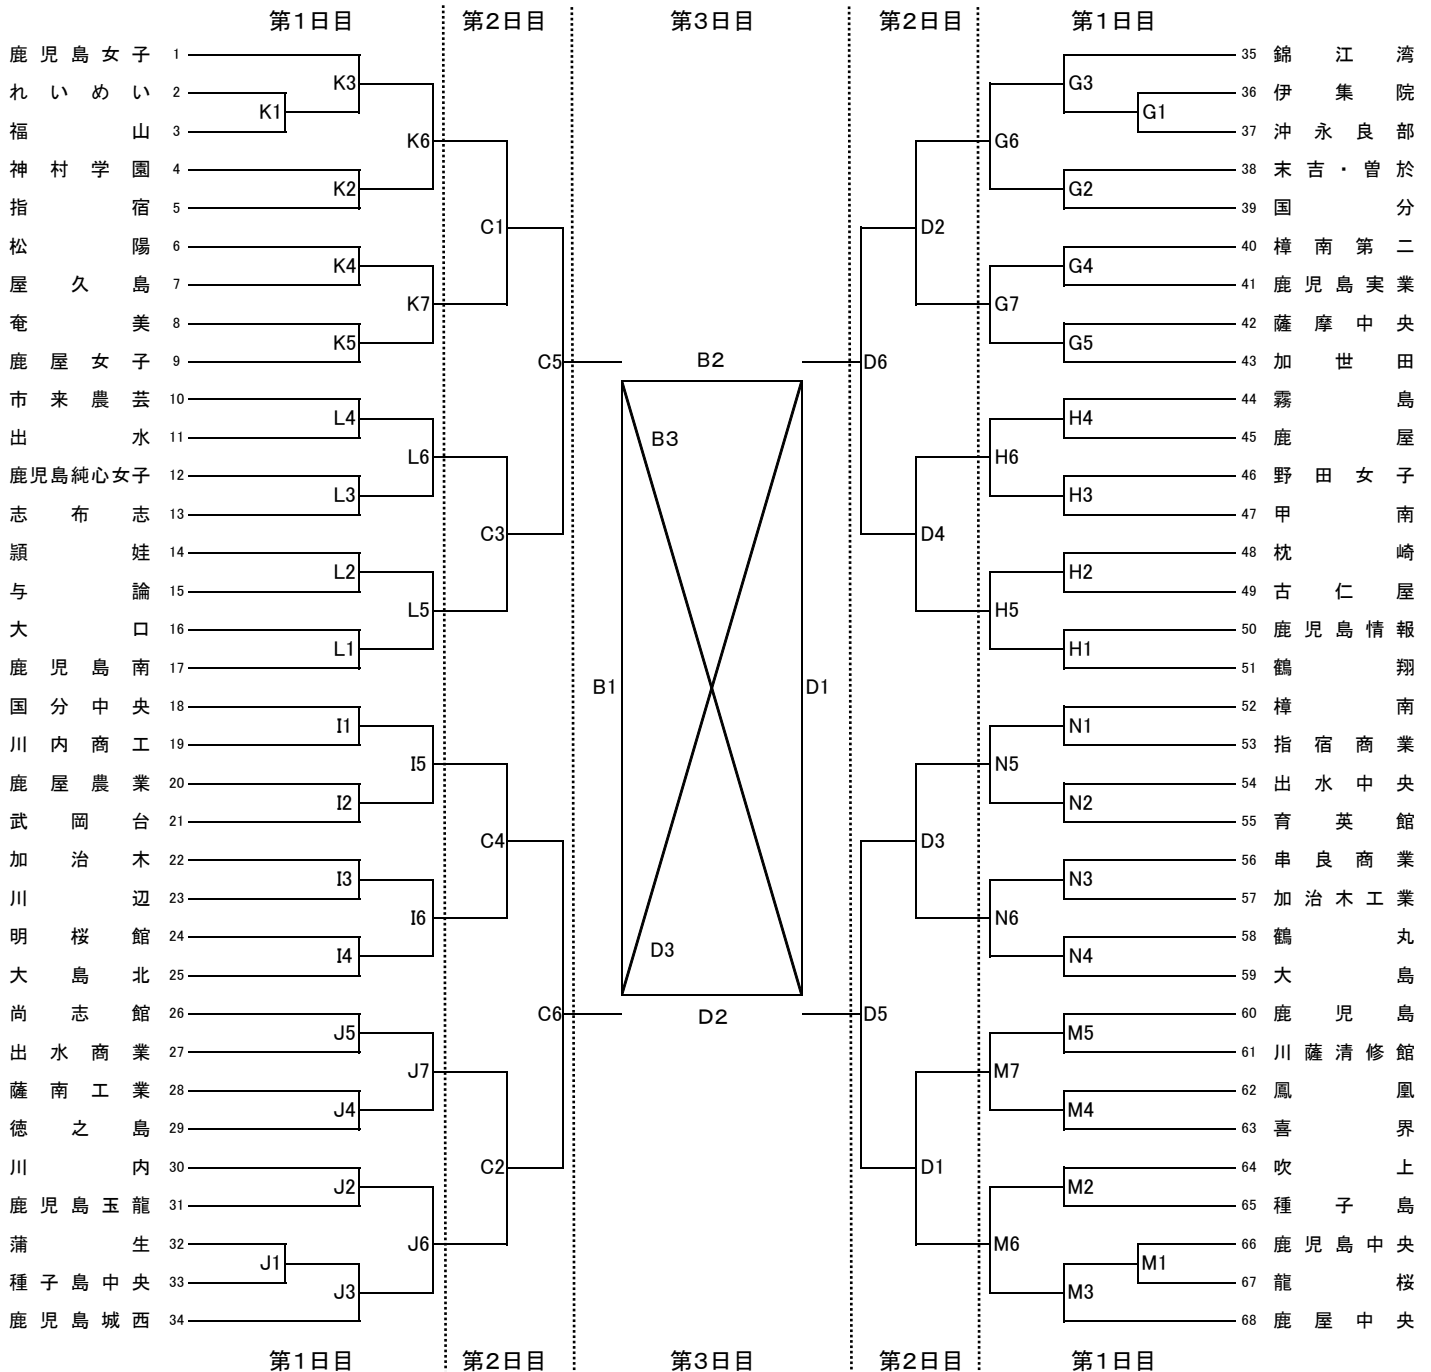 第1日目 第2日目 第3日目 第2日目 第1日目
鹿児島女子 1
れいめい 2
福山 3
神村学園 4
指宿 5
松陽 6
屋久島 7
奄美 8
鹿屋女子 9
市来農芸 10
出水 11
鹿児島純心女子 12
志布志 13
頴娃 14
与論 15
大口 16
鹿児島南 17
国分中央 18
川内商工 19
鹿屋農業 20
武岡台 21
加治木 22
川辺 23
明桜館 24
大島北 25
尚志館 26
出水商業 27
薩南工業 28
徳之島 29
川内 30
鹿児島玉龍 31
蒲生 32
種子島中央 33
鹿児島城西 34
K3
K1
K6
K2
C1
K4
K7
K5
C5
L4
L6
L3
C3
L2
L5
L1
I1
I5
I2
C4
I3
I6
I4
C6
J5
J7
J4
C2
J2
J6
J1
J3
B2
B3
B1
D1
D3
D2
G3
G1
G6
G2
D2
G4
G7
G5
D6
H4
H6
H3
D4
H2
H5
H1
N1
N5
N2
D3
N3
N6
N4
D5
M5
M7
M4
D1
M2
M6
M1
M3
35 錦江湾
36 伊集院
37 沖永良部
38 末吉・曽於
39 国分
40 樟南第二
41 鹿児島実業
42 薩摩中央
43 加世田
44 霧島
45 鹿屋
46 野田女子
47 甲南
48 枕崎
49 古仁屋
50 鹿児島情報
51 鶴翔
52 樟南
53 指宿商業
54 出水中央
55 育英館
56 串良商業
57 加治木工業
58 鶴丸
59 大島
60 鹿児島
61 川薩清修館
62 鳳凰
63 喜界
64 吹上
65 種子島
66 鹿児島中央
67 龍桜
68 鹿屋中央
第1日目 第2日目 第3日目 第2日目 第1日目